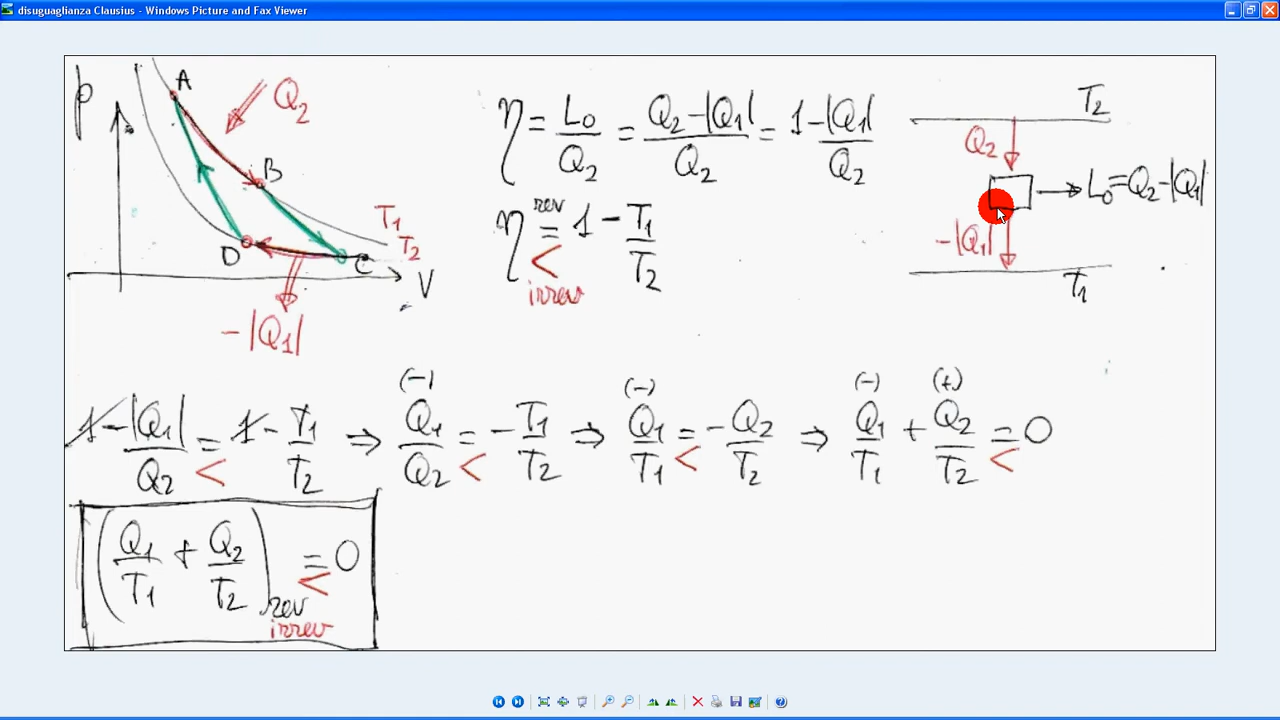 disuguaglianza Clausius - Windows Picture and Fax Viewer
P
A
Q2
B
T1
T2
D
C
V
-|Q1|
η = L0/Q2 = (Q2-|Q1|)/Q2 = 1-|Q1|/Q2
rev
η = 1 - T1/T2
<
irrev
T2
Q2
L0=Q2-|Q1|
-|Q1|
T1
(-) (-) (-) (+)
1-|Q1|/Q2 = 1-T1/T2 ⇒ Q1/Q2 = -T1/T2 ⇒ Q1/T1 = -Q2/T2 ⇒ Q1/T1 + Q2/T2 = 0
< < < <
(Q1/T1 + Q2/T2) = 0
rev <
irrev